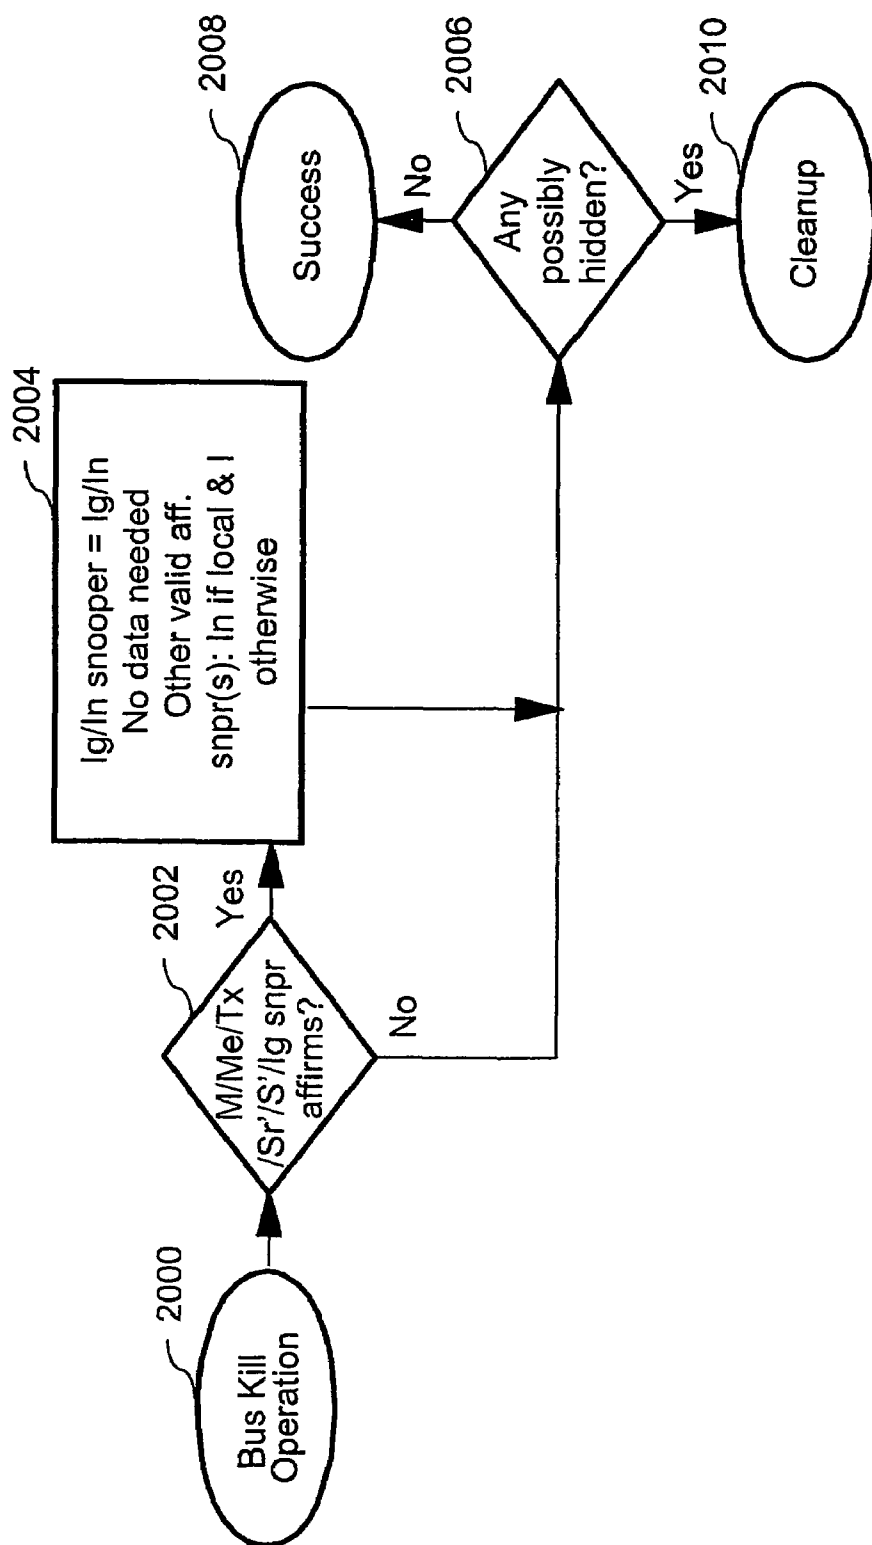 2000
Bus Kill
Operation
2002
M/Me/Tx
/Sr'/S'/Ig snpr
affirms?
Yes
No
2004
Ig/In snooper = Ig/In
No data needed
Other valid aff.
snpr(s): In if local & I
otherwise
2006
Any
possibly
hidden?
No
Yes
2008
Success
2010
Cleanup